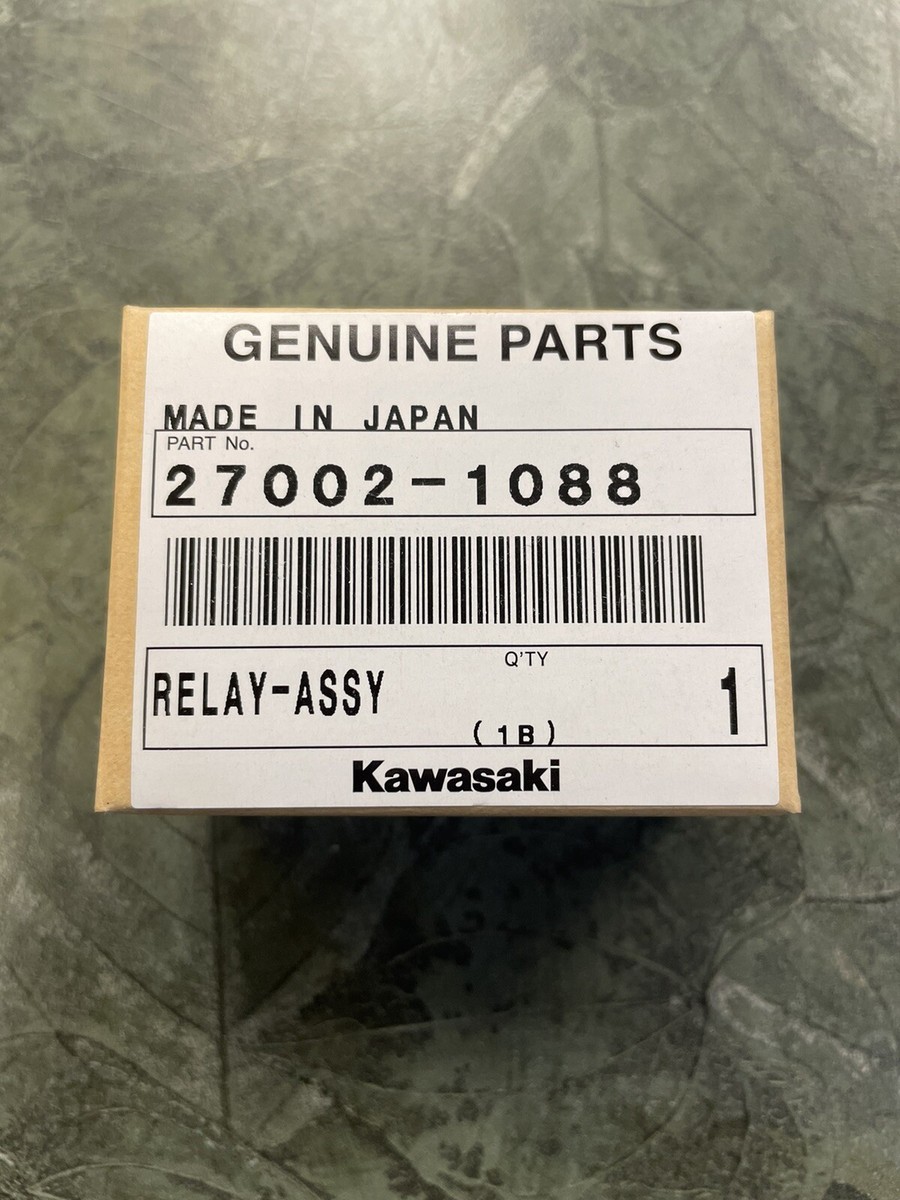 GENUINE PARTS
MADE IN JAPAN
PART No.
27002-1088
Q'TY
RELAY-ASSY 1
(1B)
Kawasaki